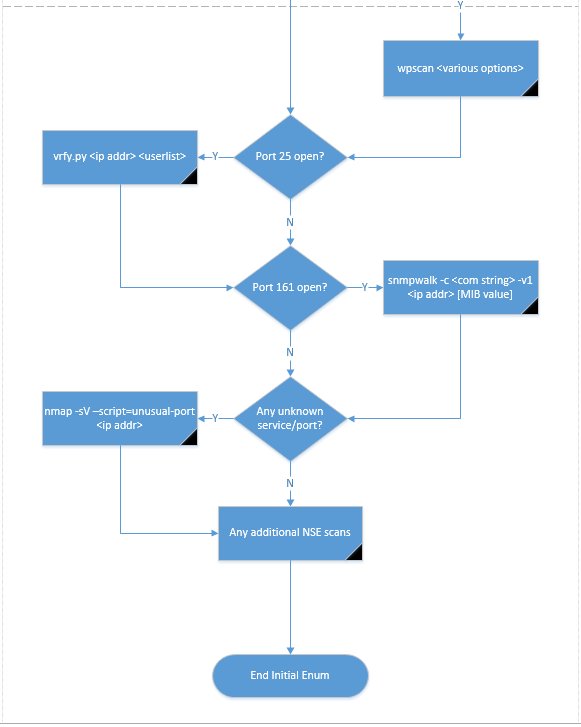 Y
wpscan <various options>
Port 25 open?
Y
vrfy.py <ip addr> <userlist>
N
Port 161 open?
Y
snmpwalk -c <com string> -v1
<ip addr> [MIB value]
N
Any unknown
service/port?
Y
nmap -sV –script=unusual-port
<ip addr>
N
Any additional NSE scans
End Initial Enum